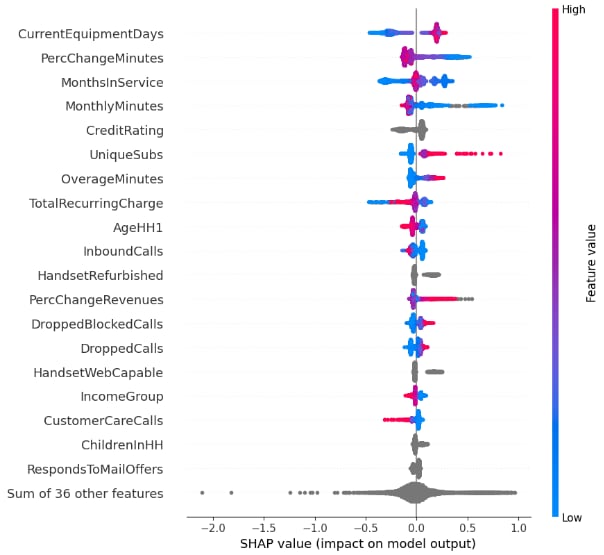 High
CurrentEquipmentDays
PercChangeMinutes
MonthsInService
MonthlyMinutes
CreditRating
UniqueSubs
OverageMinutes
TotalRecurringCharge
AgeHH1
InboundCalls
HandsetRefurbished
PercChangeRevenues
DroppedBlockedCalls
DroppedCalls
HandsetWebCapable
IncomeGroup
CustomerCareCalls
ChildrenInHH
RespondsToMailOffers
Sum of 36 other features
Feature value
Low
−2.0 −1.5 −1.0 −0.5 0.0 0.5 1.0
SHAP value (impact on model output)